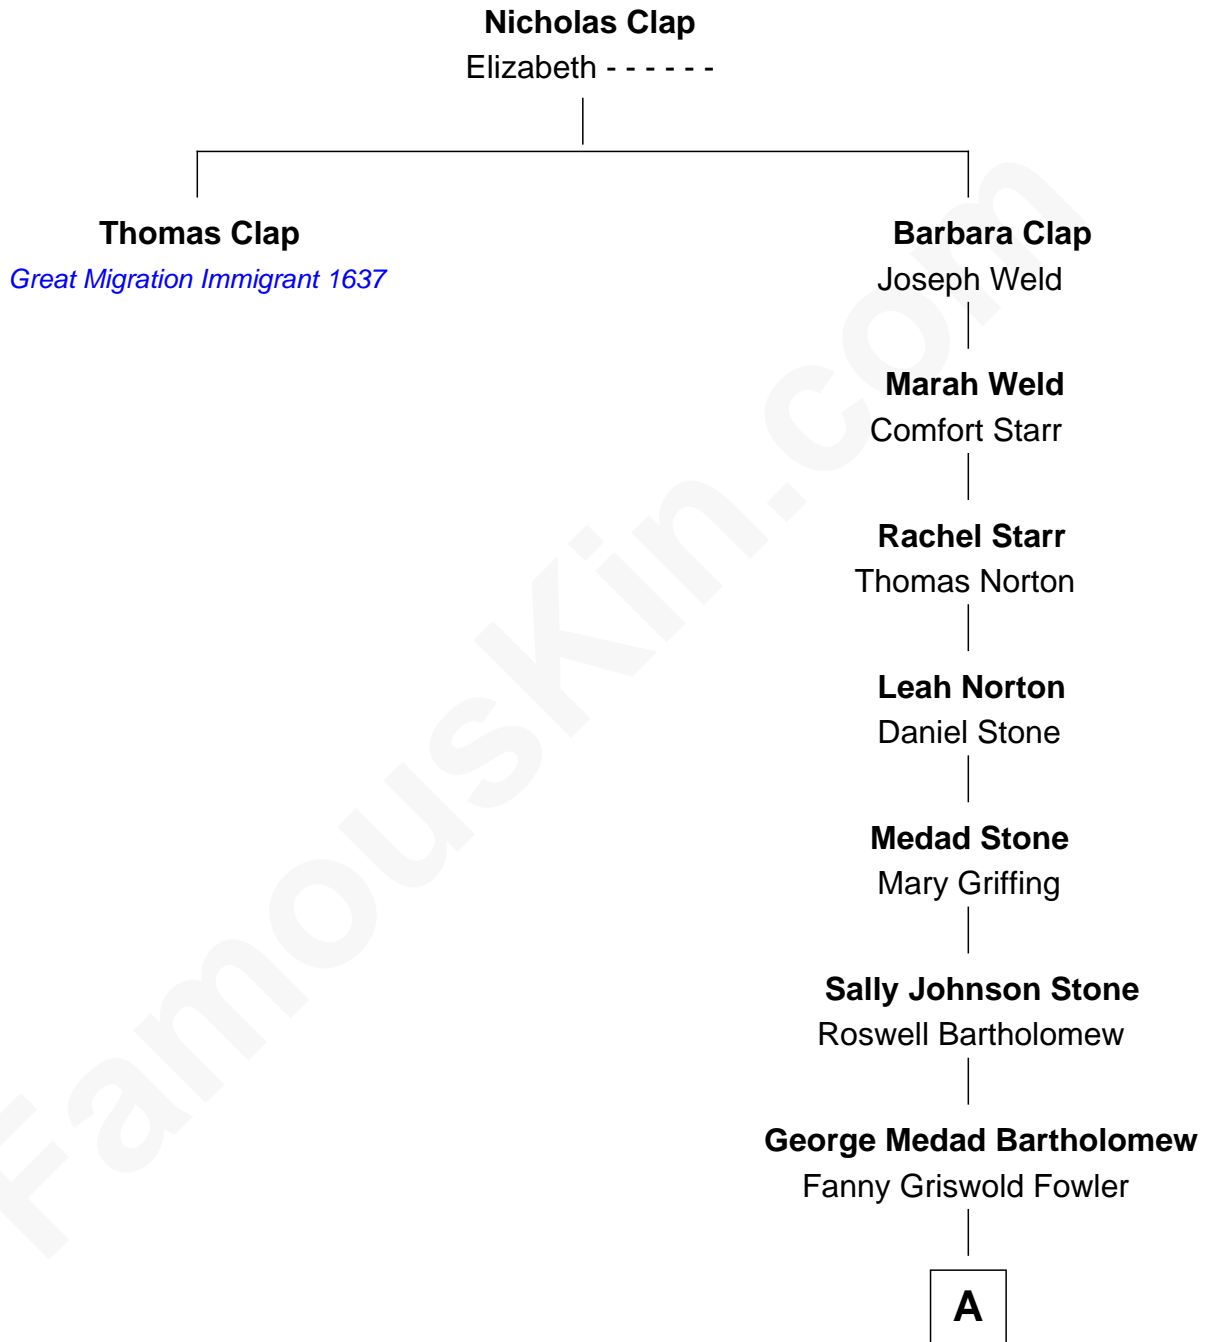 Nicholas Clap
Elizabeth - - - - - -
Thomas Clap
Great Migration Immigrant 1637
Barbara Clap
Joseph Weld
Marah Weld
Comfort Starr
Rachel Starr
Thomas Norton
Leah Norton
Daniel Stone
Medad Stone
Mary Griffing
Sally Johnson Stone
Roswell Bartholomew
George Medad Bartholomew
Fanny Griswold Fowler
A
FamousKin.com